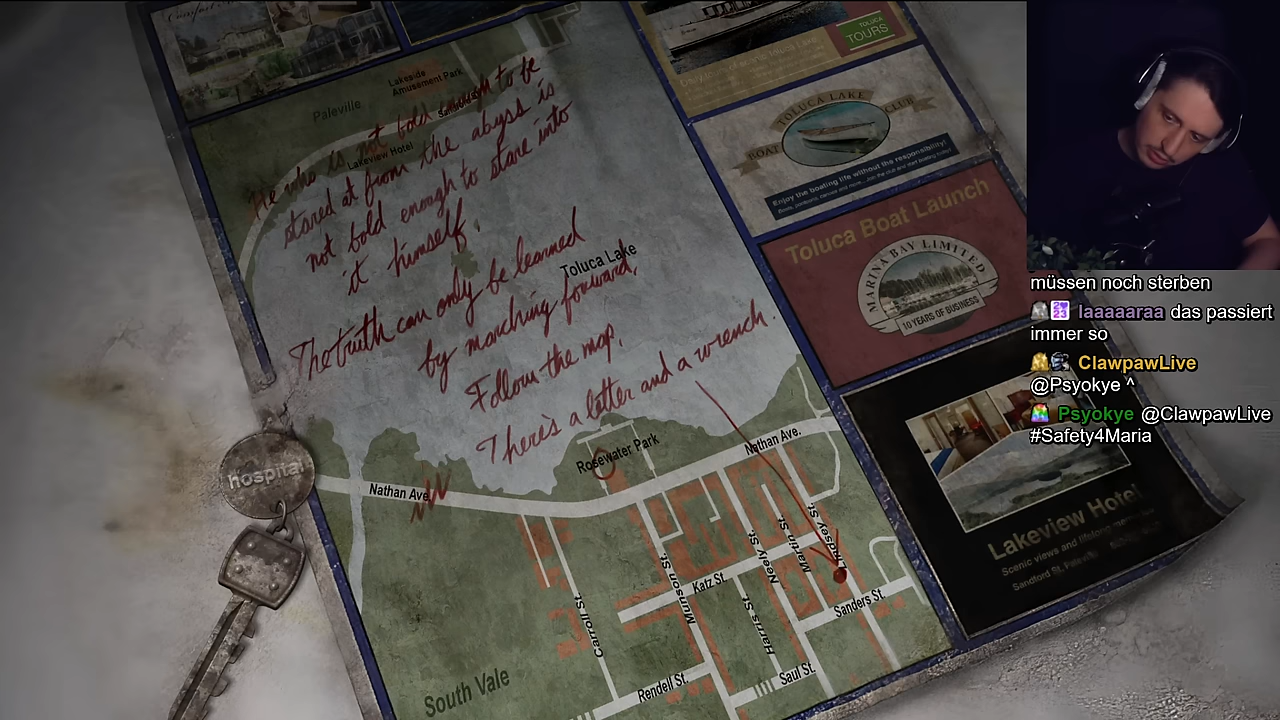 TOLUCA
TOURS
Lakeside
Amusement Park
Paleville
Lakeview Hotel
He who is not bold enough to be
stared at from the abyss is
not bold enough to stare into
it himself.
The truth can only be learned
by marching forward.
Follow the map.
There's a letter and a wrench.
Toluca Lake
Rosewater Park
Nathan Ave.
Nathan Ave.
Lindsey St.
Martin St.
Neely St.
Katz St.
Munson St.
Sanders St.
Harris St.
Carroll St.
Saul St.
Rendell St.
South Vale
hospital
TOLUCA LAKE
BOAT CLUB
Enjoy the boating life without the responsibility!
Toluca Boat Launch
MARINA BAY LIMITED
10 YEARS OF BUSINESS
Lakeview Hotel
Scenic views and lifelong
Sandford St.
müssen noch sterben
laaaaaraa das passiert
immer so
ClawpawLive
@Psyokye ^
Psyokye @ClawpawLive
#Safety4Maria